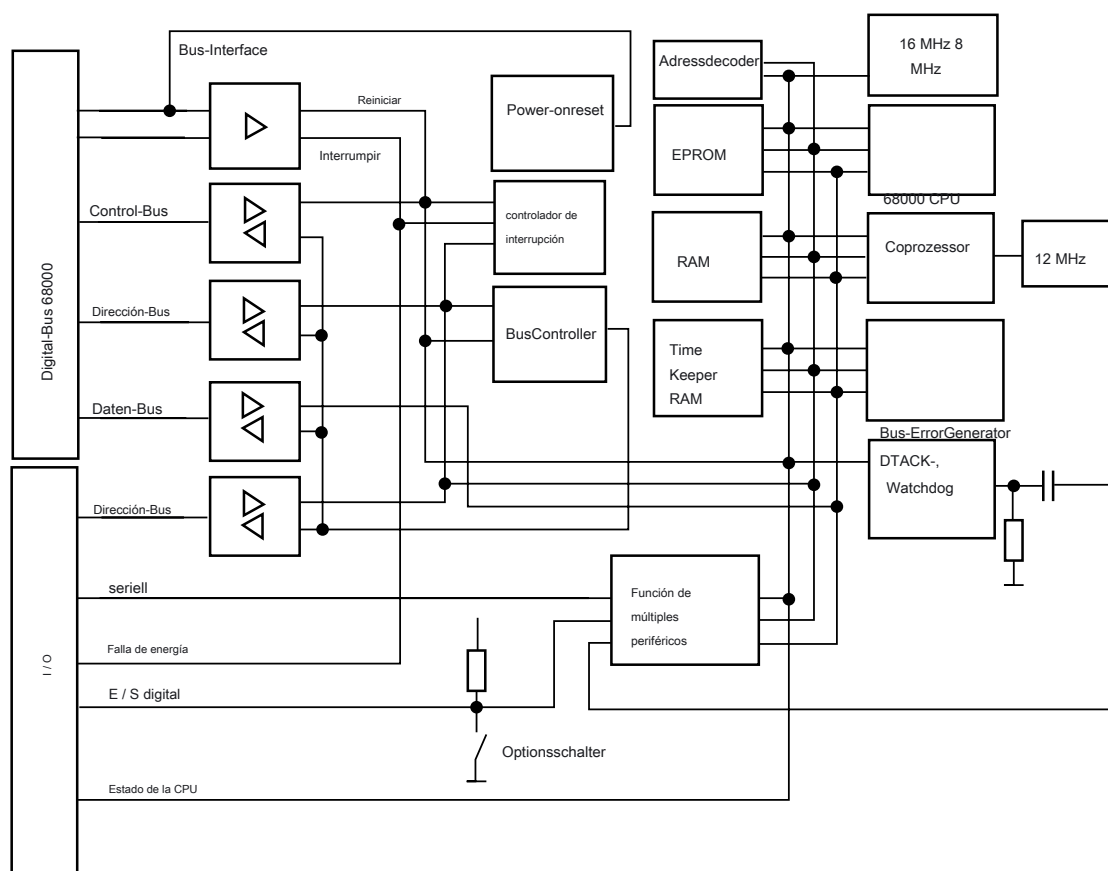 Bus-Interface
16 MHz 8
MHz
Adressdecoder
Reiniciar
Power-onreset
Interrumpir
EPROM
68000 CPU
Control-Bus
controlador de
interrupción
RAM
Coprozessor
12 MHz
Digital-Bus 68000
Dirección-Bus
BusController
Time
Keeper
RAM
Daten-Bus
Bus-ErrorGenerator
DTACK-,
Watchdog
Dirección-Bus
seriell
Función de
múltiples
periféricos
Falla de energía
I / O
E / S digital
Optionsschalter
Estado de la CPU